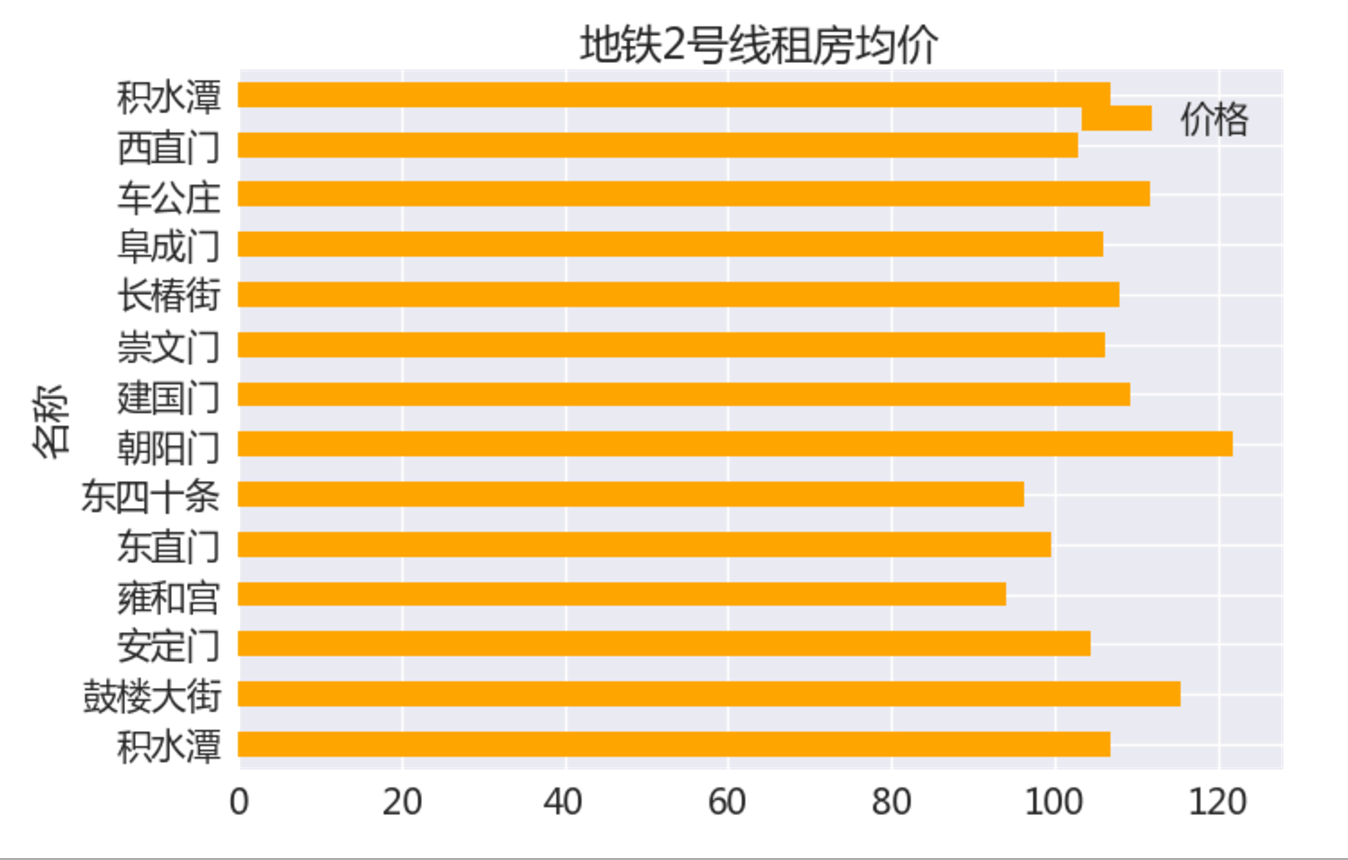 地铁2号线租房均价
积水潭
价格
西直门
车公庄
阜成门
长椿街
崇文门
建国门
名称
朝阳门
东四十条
东直门
雍和宫
安定门
鼓楼大街
积水潭
0 20 40 60 80 100 120